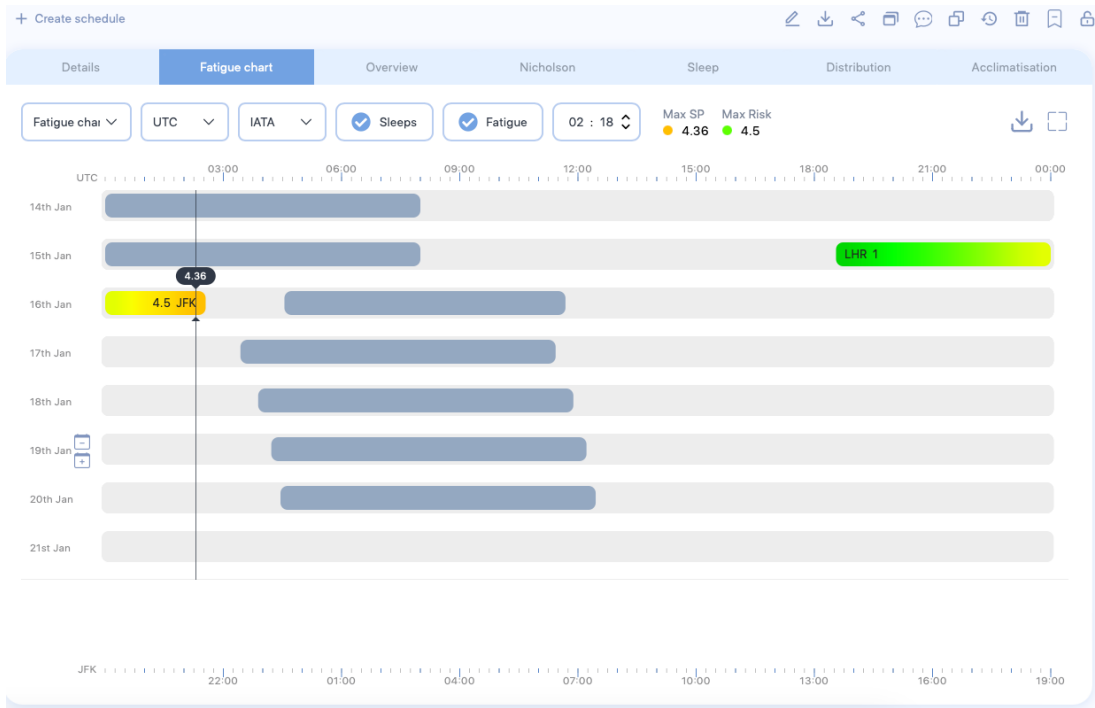 Create schedule
Details Fatigue chart Overview Nicholson Sleep Distribution Acclimatisation
Fatigue char UTC IATA Sleeps Fatigue 02 : 18 Max SP 4.36 Max Risk 4.5
UTC 03:00 06:00 09:00 12:00 15:00 18:00 21:00 00:00
14th Jan
15th Jan LHR 1
4.36
16th Jan 4.5 JFK
17th Jan
18th Jan
19th Jan
20th Jan
21st Jan
JFK 22:00 01:00 04:00 07:00 10:00 13:00 16:00 19:00